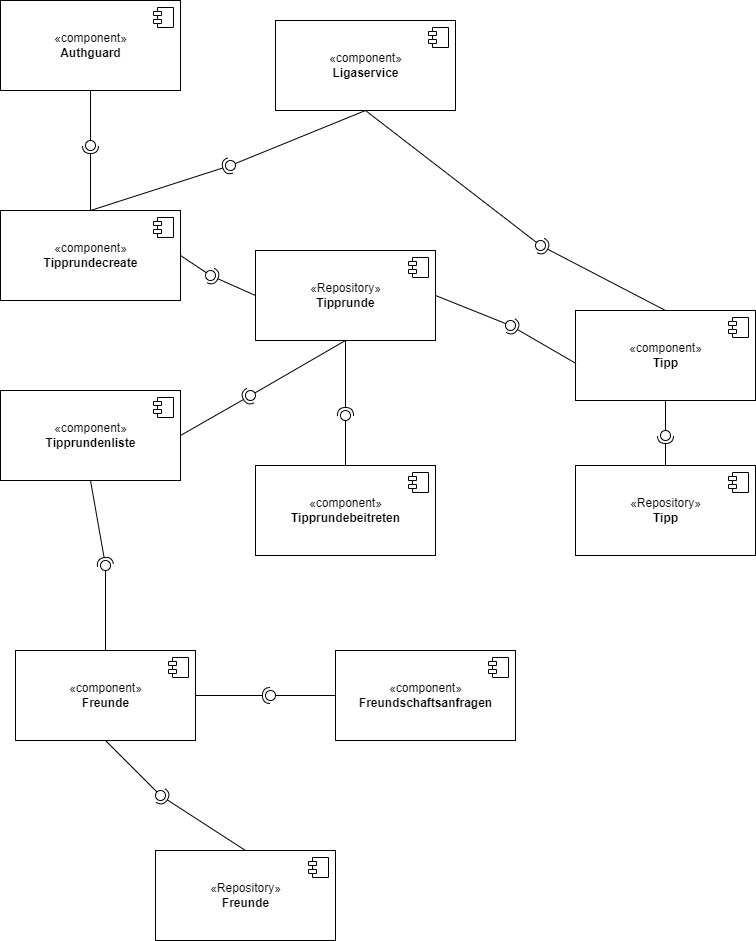 «component»
Authguard
«component»
Ligaservice
«component»
Tipprundecreate
«Repository»
Tipprunde
«component»
Tipp
«component»
Tipprundenliste
«component»
Tipprundebeitreten
«Repository»
Tipp
«component»
Freunde
«component»
Freundschaftsanfragen
«Repository»
Freunde